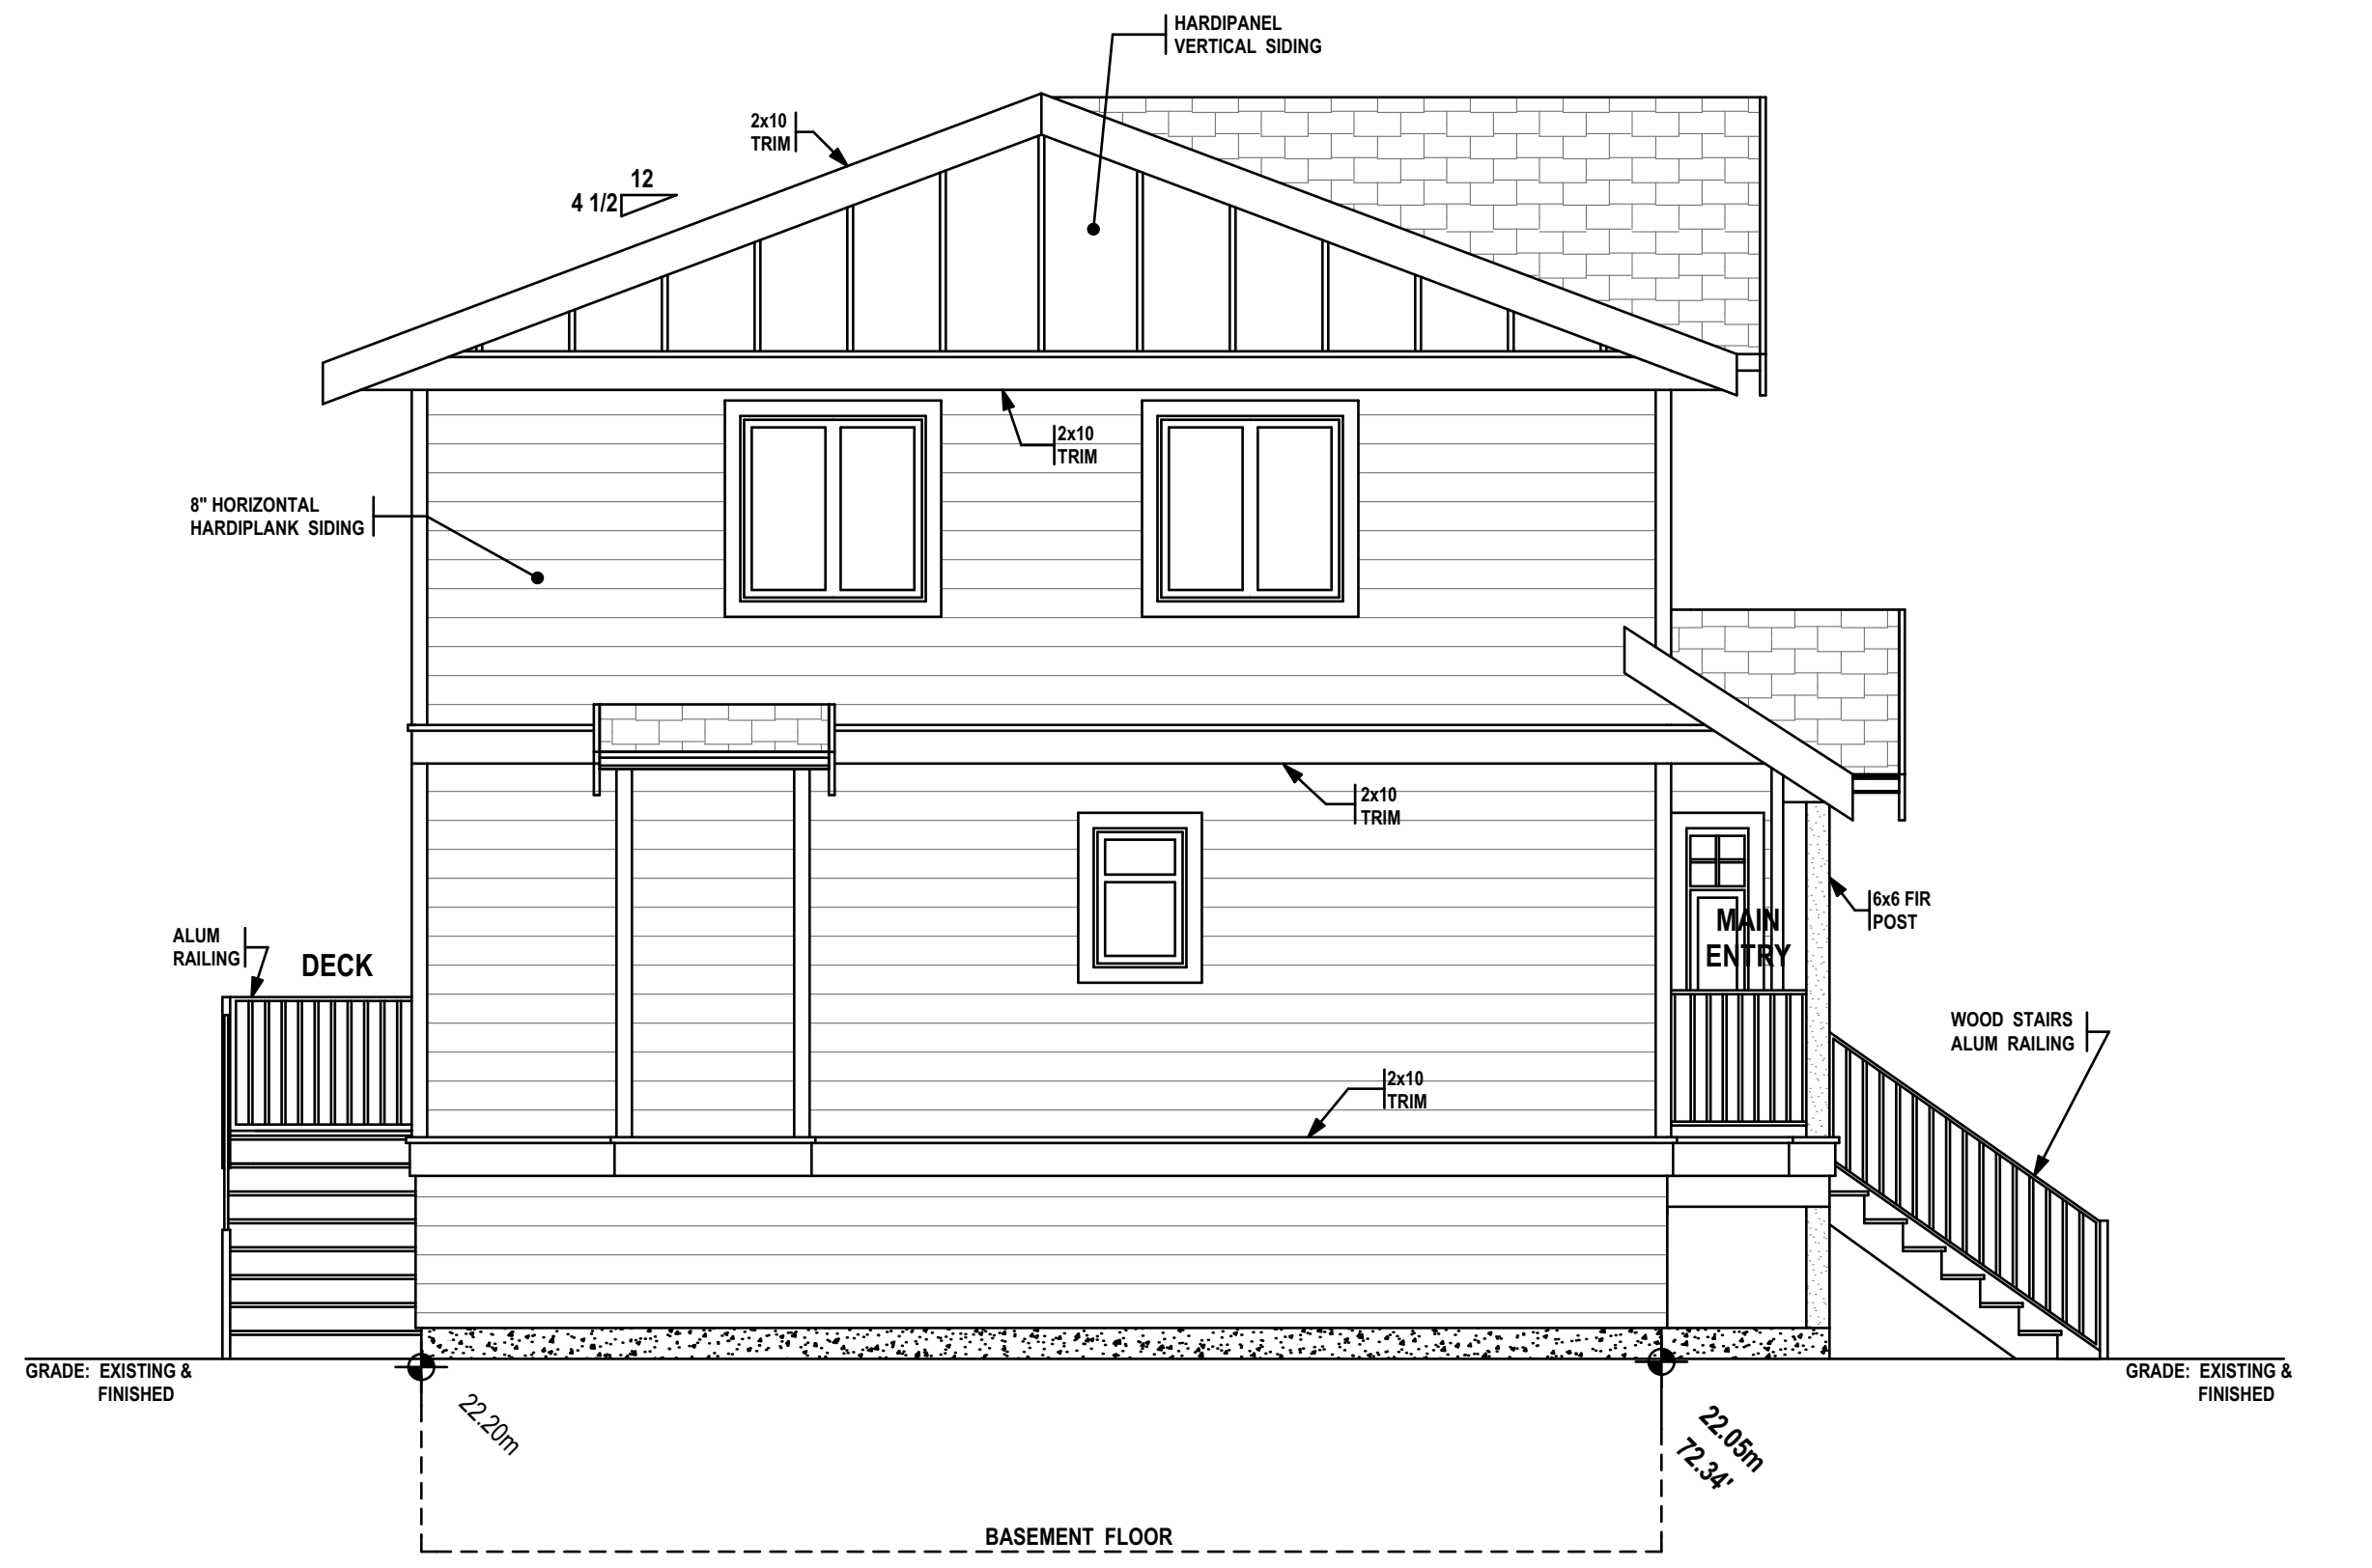 HARDIPANEL
VERTICAL SIDING
2x10
TRIM
12
4 1/2
2x10
TRIM
8" HORIZONTAL
HARDIPLANK SIDING
2x10
TRIM
6x6 FIR
POST
MAIN
ENTRY
ALUM
RAILING
DECK
WOOD STAIRS
ALUM RAILING
2x10
TRIM
GRADE: EXISTING &
FINISHED
GRADE: EXISTING &
FINISHED
22.20m
22.05m
72.34'
BASEMENT FLOOR